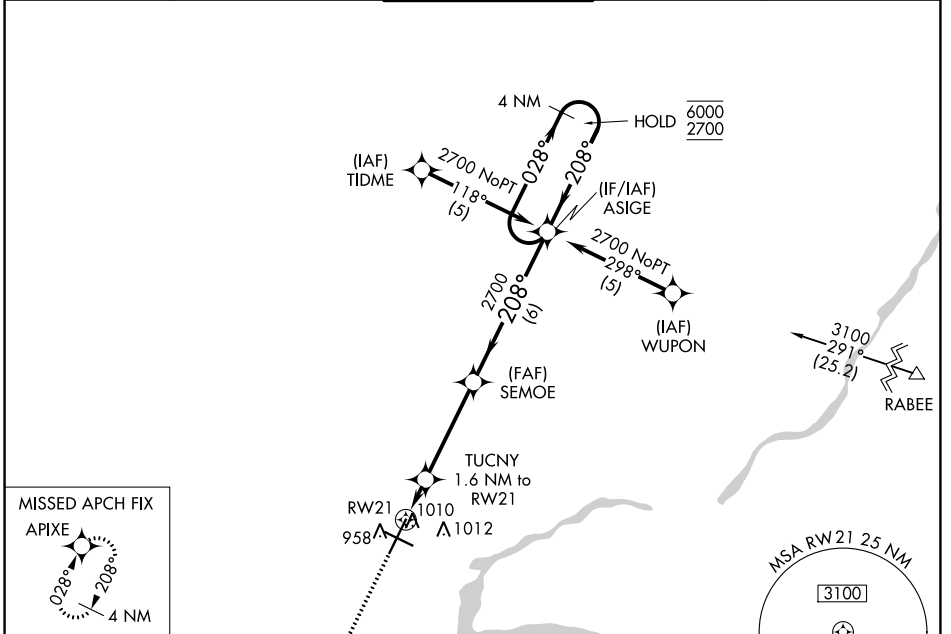 4 NM
HOLD
6000
2700
028°
208°
(IAF)
TIDME
2700 NoPT
118°
(5)
(IF/IAF)
ASIGE
2700 NoPT
298°
(5)
(IAF)
WUPON
2700
208°
(6)
3100
291°
(25.2)
RABEE
(FAF)
SEMOE
TUCNY
1.6 NM to
RW21
RW21
1010
958
1012
MISSED APCH FIX
APIXE
028°
208°
4 NM
MSA RW21 25 NM
3100